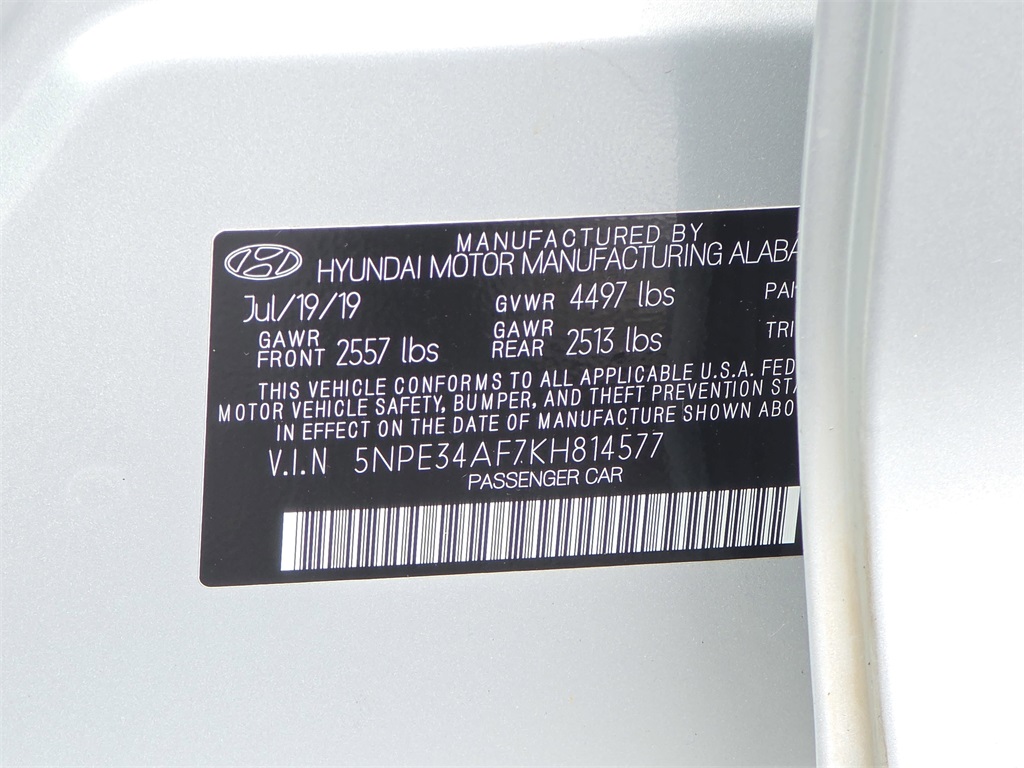 MANUFACTURED BY
HYUNDAI MOTOR MANUFACTURING ALABA
Jul/19/19 GVWR 4497 lbs PAI
GAWR FRONT 2557 lbs GAWR REAR 2513 lbs TRI
THIS VEHICLE CONFORMS TO ALL APPLICABLE U.S.A. FED
MOTOR VEHICLE SAFETY, BUMPER, AND THEFT PREVENTION STA
IN EFFECT ON THE DATE OF MANUFACTURE SHOWN ABO
V.I.N 5NPE34AF7KH814577
PASSENGER CAR